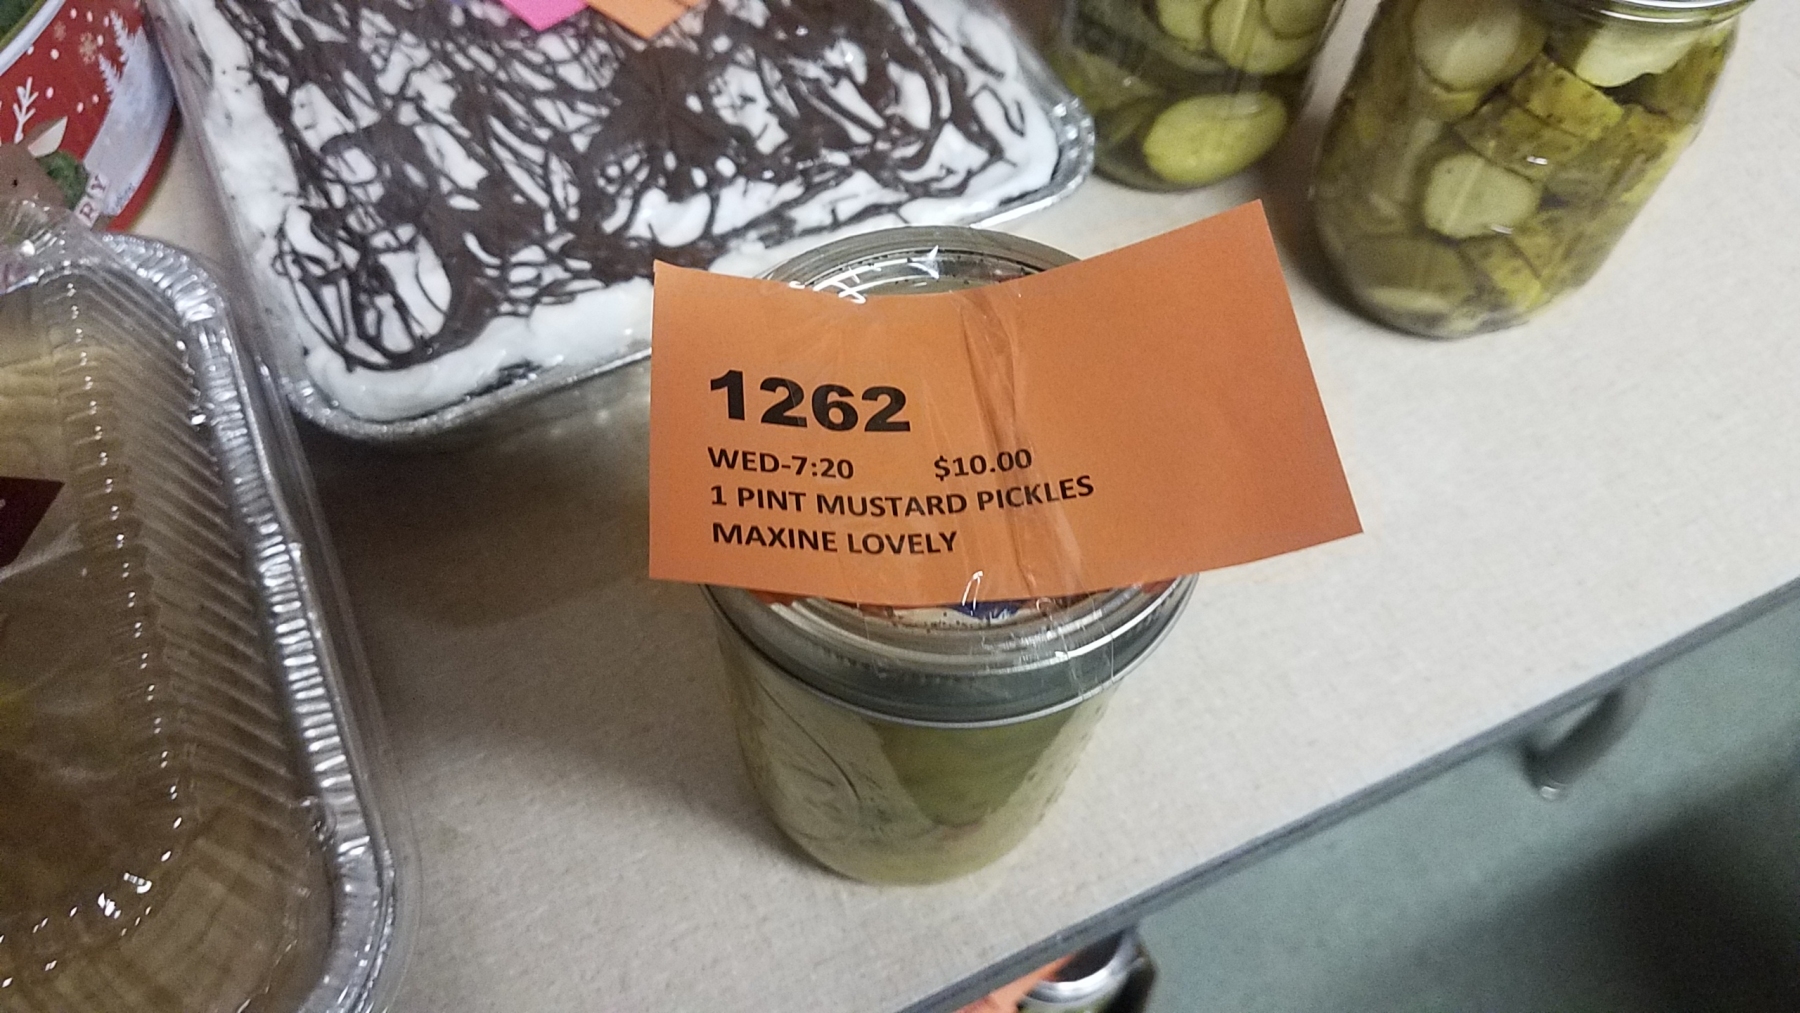 1262
WED-7:20 $10.00
1 PINT MUSTARD PICKLES
MAXINE LOVELY